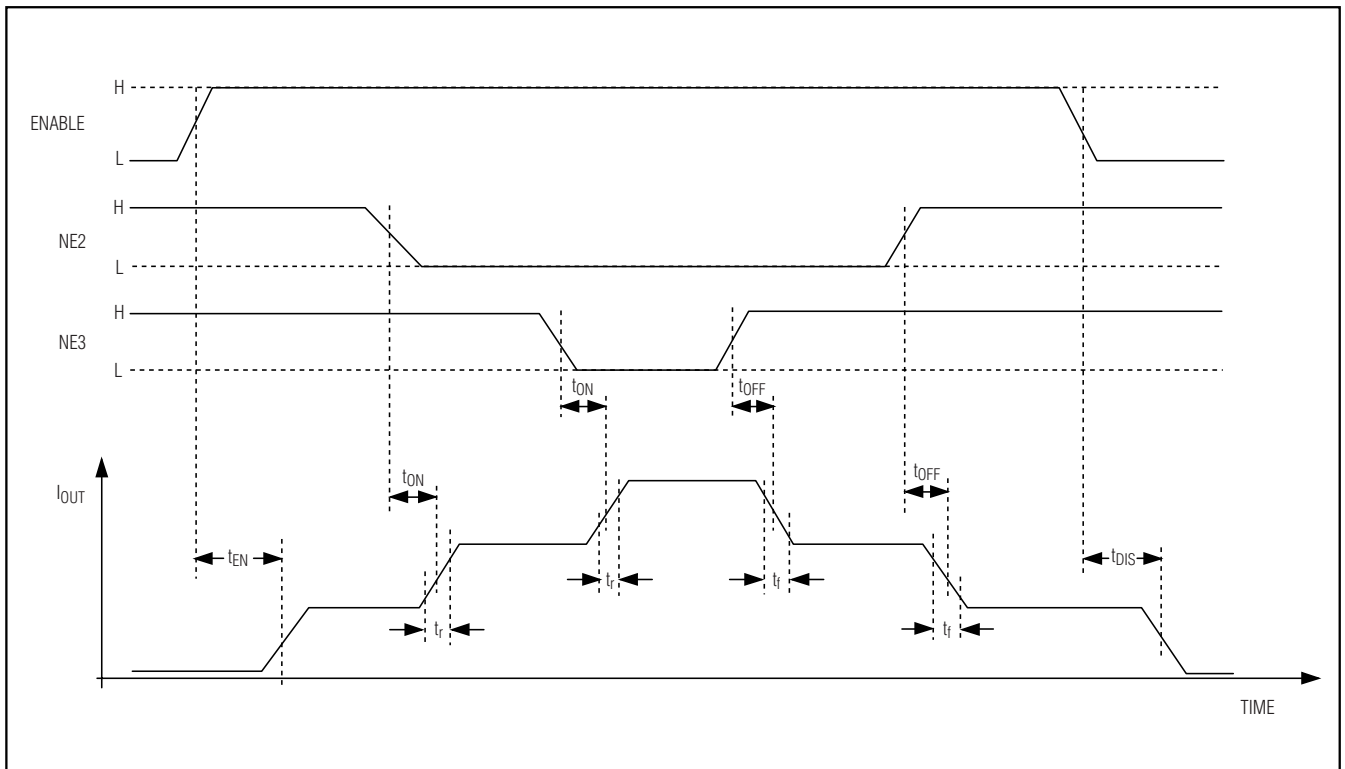 H
ENABLE
L
H
NE2
L
H
NE3
L
tON
tOFF
IOUT
tON
tOFF
tEN
tDIS
tr
tf
tr
tf
TIME